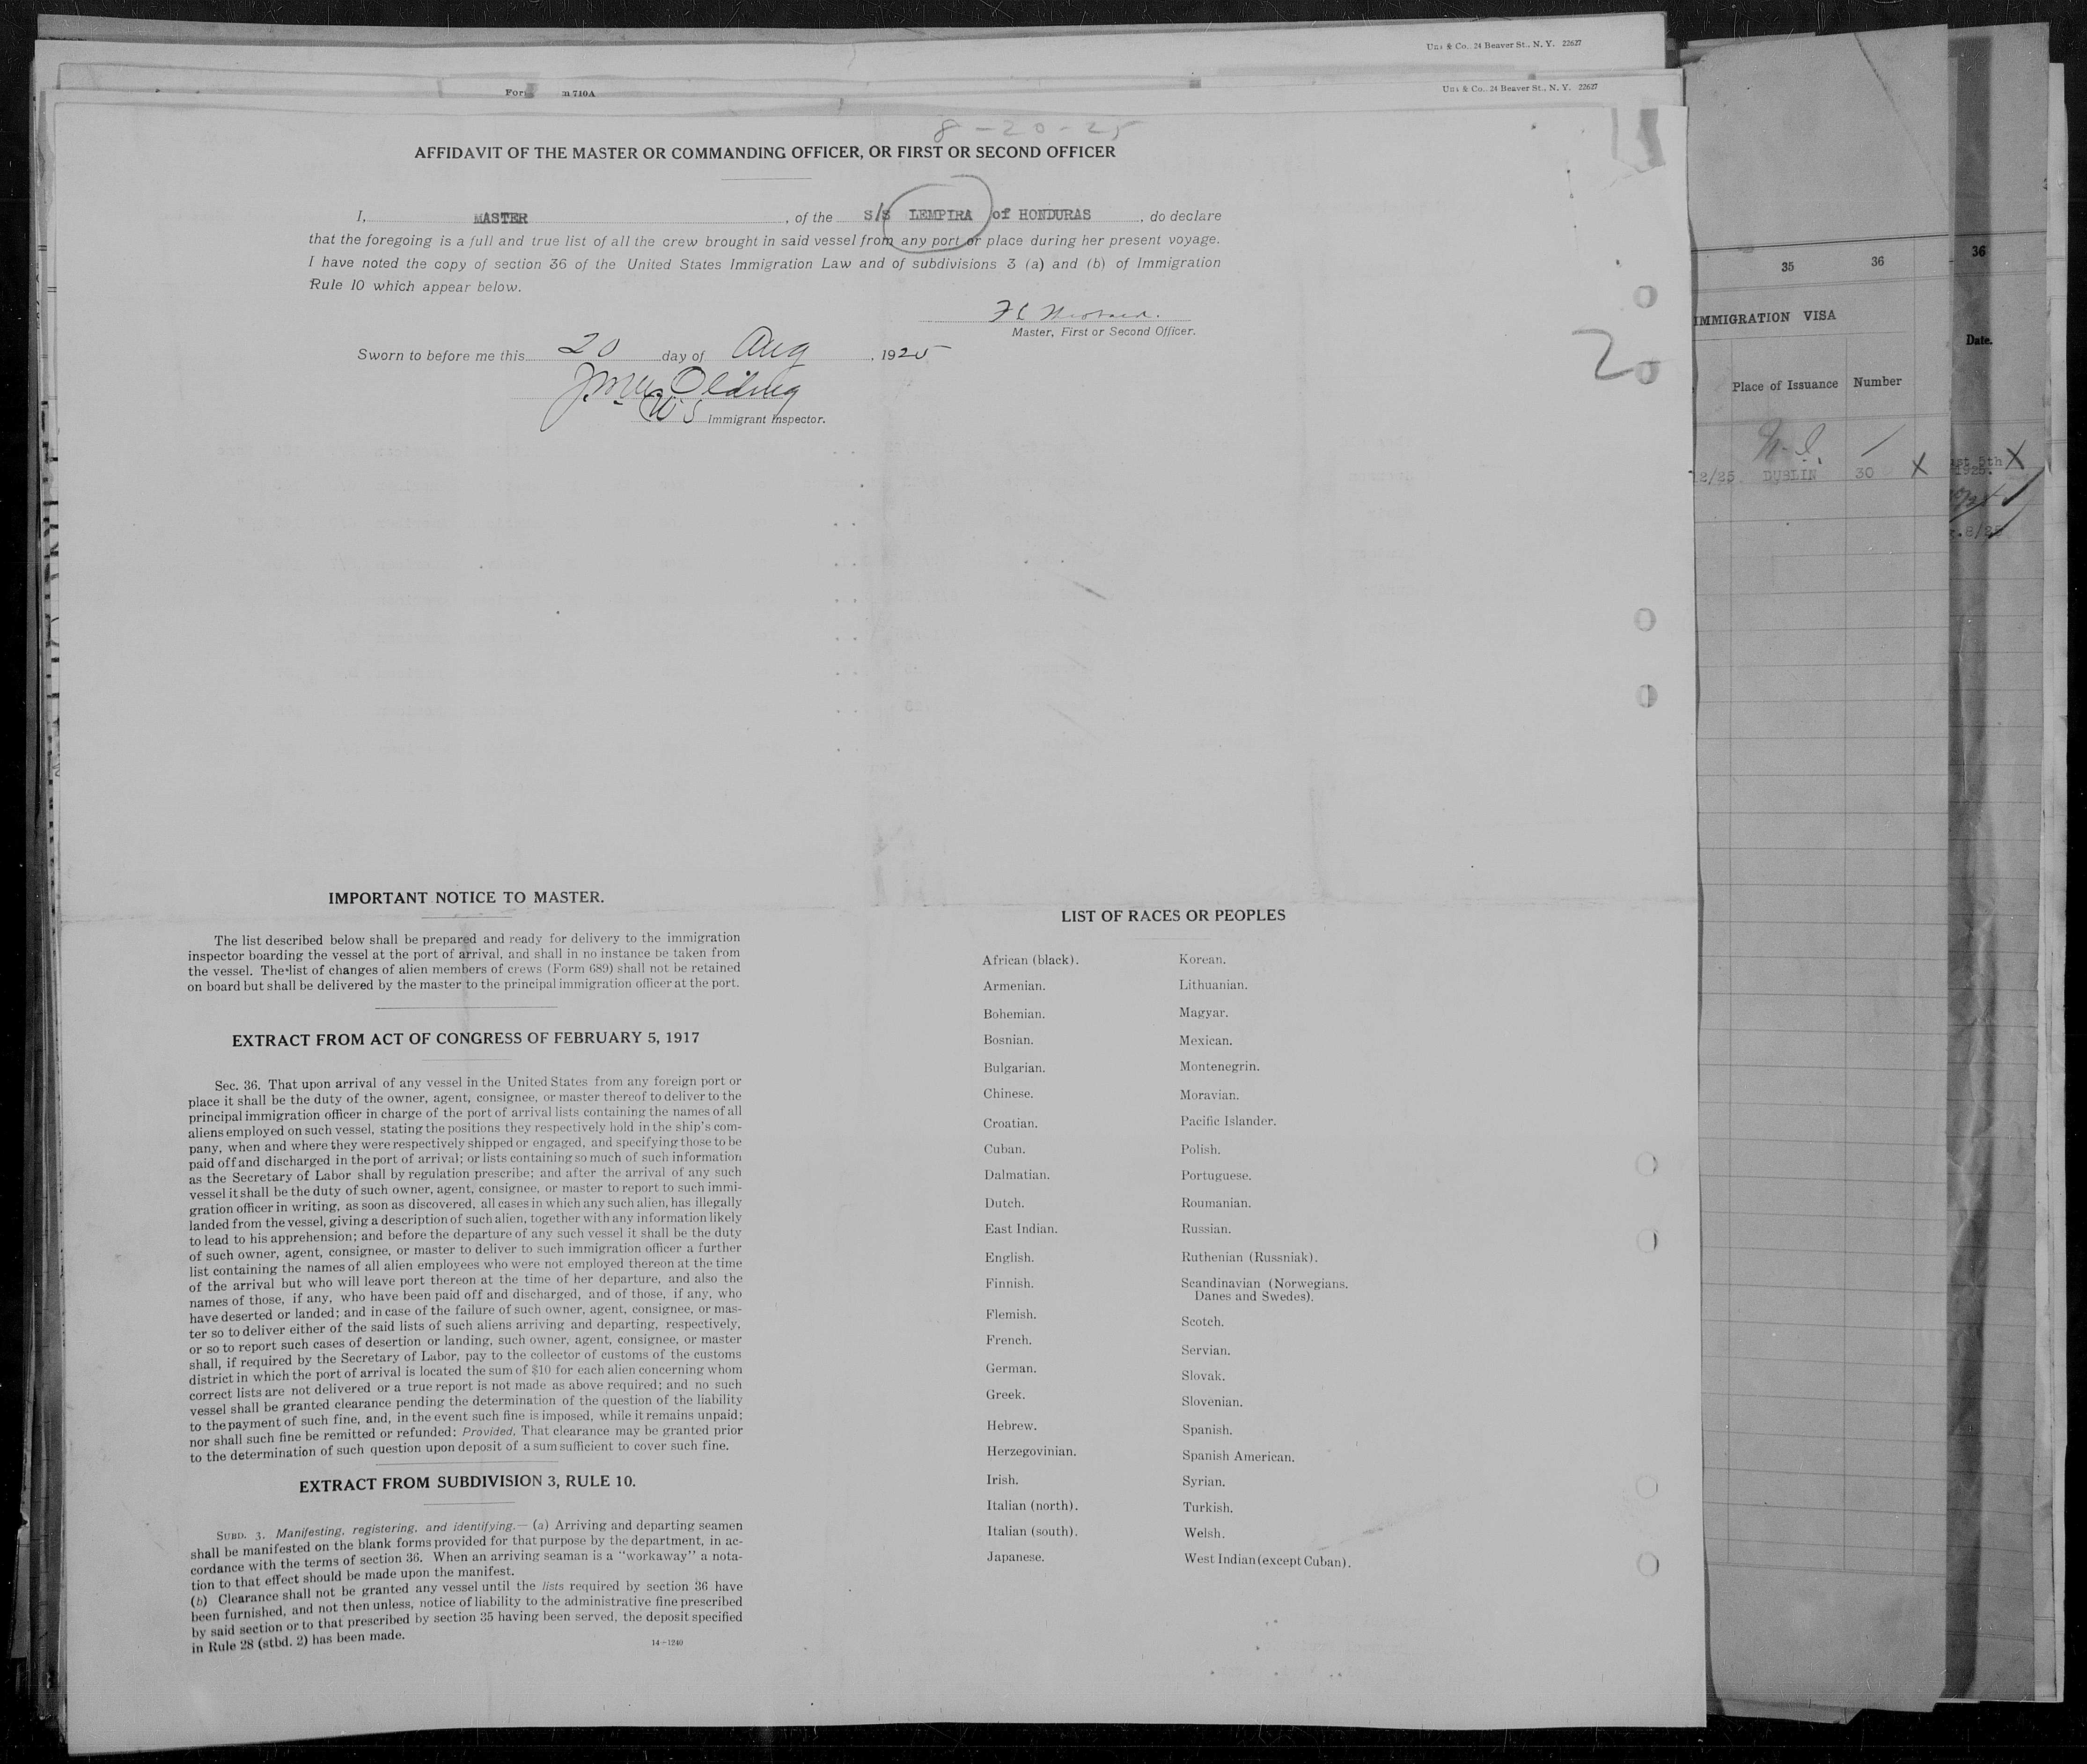 & Co., 24 Beaver St., N. Y. 22627
& Co., 24 Beaver St., N. Y. 22627
710A
8-20-25
AFFIDAVIT OF THE MASTER OR COMMANDING OFFICER, OR FIRST OR SECOND OFFICER
I, MASTER, of the S/S LEMPIRA of HONDURAS, do declare
that the foregoing is a full and true list of all the crew brought in said vessel from any port or place during her present voyage.
I have noted the copy of section 36 of the United States Immigration Law and of subdivisions 3 (a) and (b) of Immigration
Rule 10 which appear below.
Master, First or Second Officer.
Sworn to before me this 20 day of Aug, 1925
U S Immigrant Inspector.
2
IMPORTANT NOTICE TO MASTER.
The list described below shall be prepared and ready for delivery to the immigration
inspector boarding the vessel at the port of arrival, and shall in no instance be taken from
the vessel. The list of changes of alien members of crews (Form 689) shall not be retained
on board but shall be delivered by the master to the principal immigration officer at the port.
EXTRACT FROM ACT OF CONGRESS OF FEBRUARY 5, 1917
Sec. 36. That upon arrival of any vessel in the United States from any foreign port or
place it shall be the duty of the owner, agent, consignee, or master thereof to deliver to the
principal immigration officer in charge of the port of arrival lists containing the names of all
aliens employed on such vessel, stating the positions they respectively hold in the ship's com-
pany, when and where they were respectively shipped or engaged, and specifying those to be
paid off and discharged in the port of arrival; or lists containing so much of such information
as the Secretary of Labor shall by regulation prescribe; and after the arrival of any such
vessel it shall be the duty of such owner, agent, consignee, or master to report to such immi-
gration officer in writing, as soon as discovered, all cases in which any such alien, has illegally
landed from the vessel, giving a description of such alien, together with any information likely
to lead to his apprehension; and before the departure of any such vessel it shall be the duty
of such owner, agent, consignee, or master to deliver to such immigration officer a further
list containing the names of all alien employees who were not employed thereon at the time
of the arrival but who will leave port thereon at the time of her departure, and also the
names of those, if any, who have been paid off and discharged, and of those, if any, who
have deserted or landed; and in case of the failure of such owner, agent, consignee, or mas-
ter so to deliver either of the said lists of such aliens arriving and departing, respectively,
or so to report such cases of desertion or landing, such owner, agent, consignee, or master
shall, if required by the Secretary of Labor, pay to the collector of customs of the customs
district in which the port of arrival is located the sum of $10 for each alien concerning whom
correct lists are not delivered or a true report is not made as above required; and no such
vessel shall be granted clearance pending the determination of the question of the liability
to the payment of such fine, and, in the event such fine is imposed, while it remains unpaid;
nor shall such fine be remitted or refunded: Provided, That clearance may be granted prior
to the determination of such question upon deposit of a sum sufficient to cover such fine.
EXTRACT FROM SUBDIVISION 3, RULE 10.
SUBD. 3. Manifesting, registering, and identifying.— (a) Arriving and departing seamen
shall be manifested on the blank forms provided for that purpose by the department, in ac-
cordance with the terms of section 36. When an arriving seaman is a "workaway" a nota-
tion to that effect should be made upon the manifest.
(b) Clearance shall not be granted any vessel until the lists required by section 36 have
been furnished, and not then unless, notice of liability to the administrative fine prescribed
by said section or to that prescribed by section 35 having been served, the deposit specified
in Rule 28 (stbd. 2) has been made.
14—1240
LIST OF RACES OR PEOPLES
African (black).
Armenian.
Bohemian.
Bosnian.
Bulgarian.
Chinese.
Croatian.
Cuban.
Dalmatian.
Dutch.
East Indian.
English.
Finnish.
Flemish.
French.
German.
Greek.
Hebrew.
Herzegovinian.
Irish.
Italian (north).
Italian (south).
Japanese.
Korean.
Lithuanian.
Magyar.
Mexican.
Montenegrin.
Moravian.
Pacific Islander.
Polish.
Portuguese.
Roumanian.
Russian.
Ruthenian (Russniak).
Scandinavian (Norwegians.
Danes and Swedes).
Scotch.
Servian.
Slovak.
Slovenian.
Spanish.
Spanish American.
Syrian.
Turkish.
Welsh.
West Indian (except Cuban).
35 36
IMMIGRATION VISA
Place of Issuance Number
12/25 DUBLIN 30 X
36
Date.
5th X
1925.
8/25